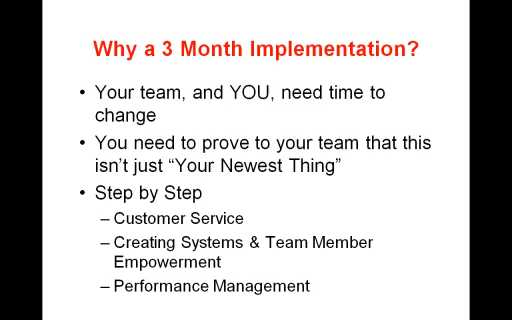 Why a 3 Month Implementation?
• Your team, and YOU, need time to
change
• You need to prove to your team that this
isn't just “Your Newest Thing”
• Step by Step
– Customer Service
– Creating Systems & Team Member
Empowerment
– Performance Management